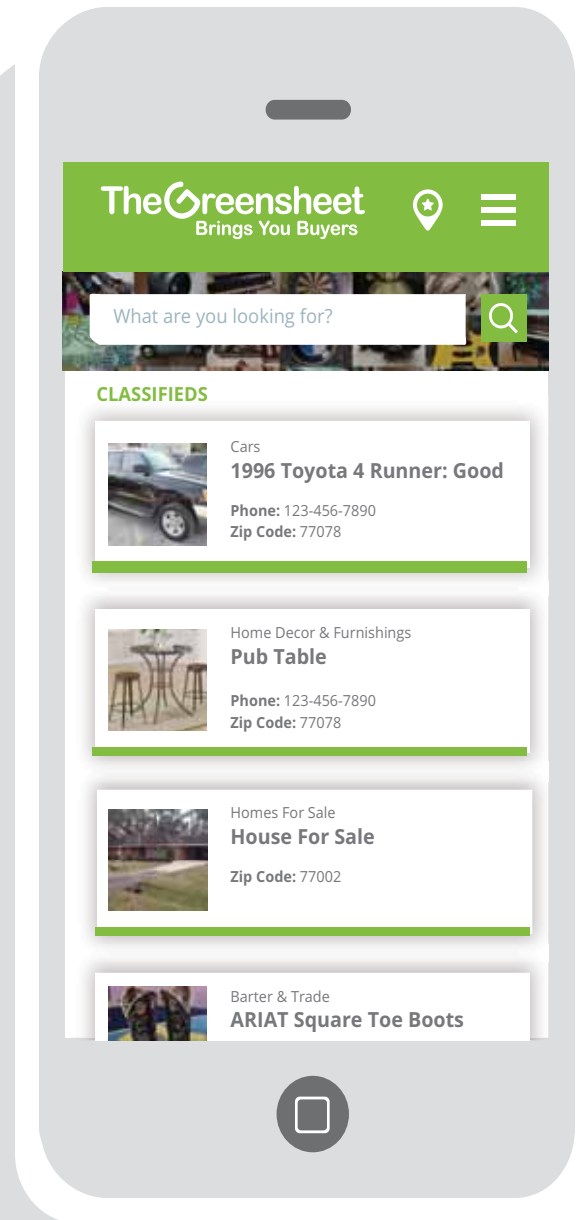 TheGreensheet
Brings You Buyers
What are you looking for?
CLASSIFIEDS
Cars
1996 Toyota 4 Runner: Good
Phone: 123-456-7890
Zip Code: 77078
Home Decor & Furnishings
Pub Table
Phone: 123-456-7890
Zip Code: 77078
Homes For Sale
House For Sale
Zip Code: 77002
Barter & Trade
ARIAT Square Toe Boots